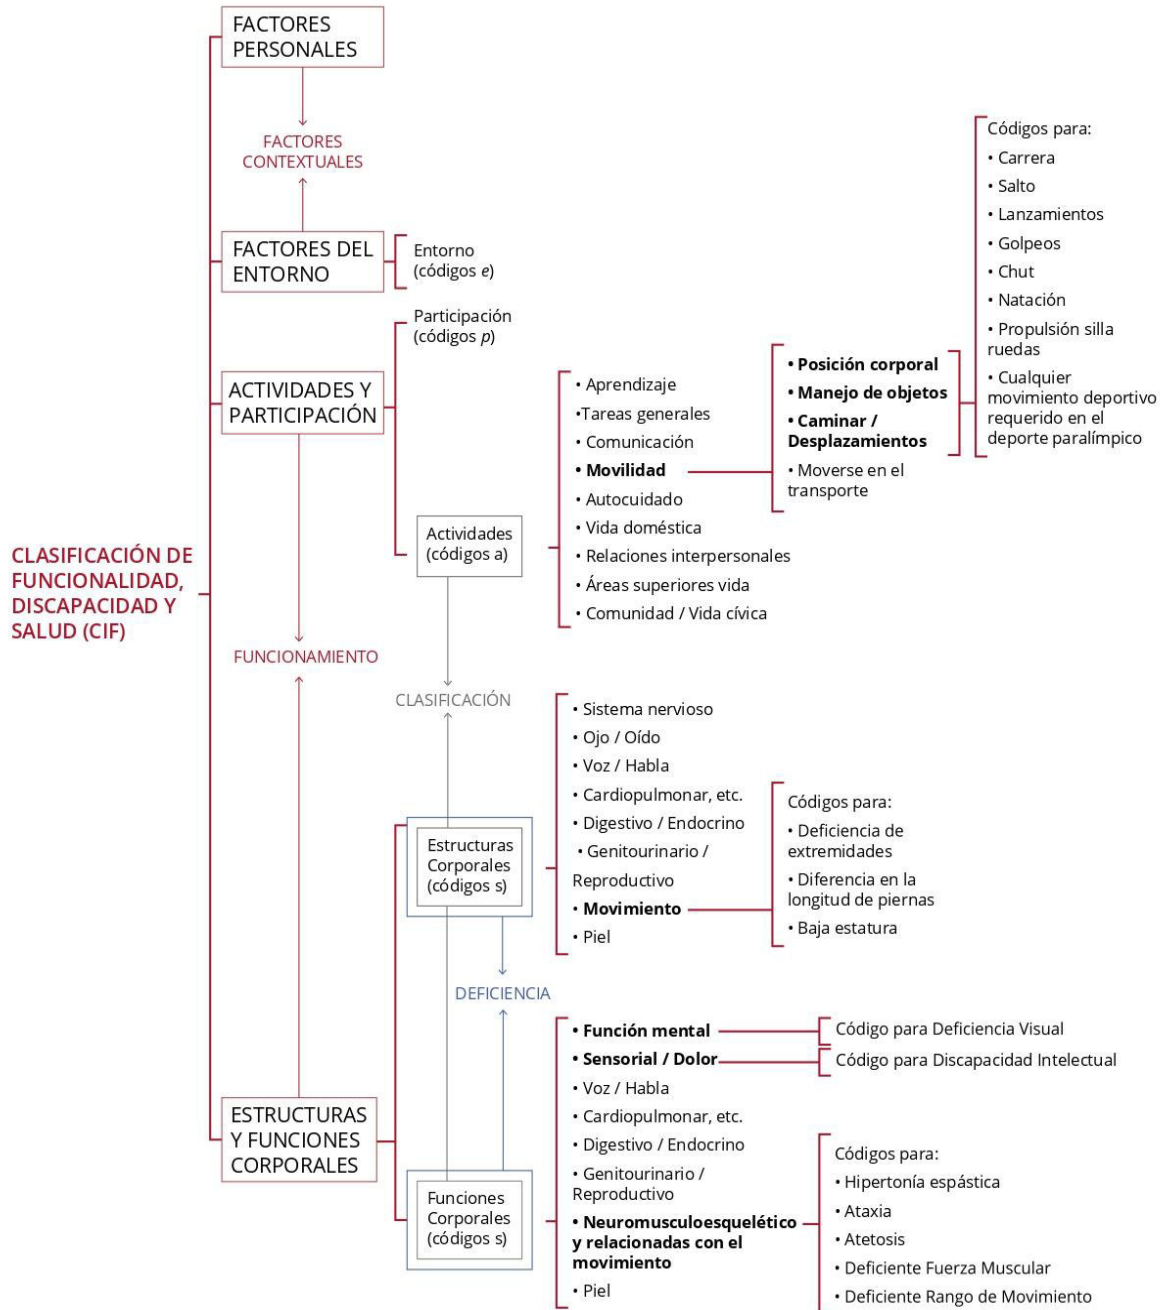 FACTORES
PERSONALES
FACTORES
CONTEXTUALES
FACTORES DEL
ENTORNO
Entorno
(códigos e)
Participación
(códigos p)
ACTIVIDADES Y
PARTICIPACIÓN
Actividades
(códigos a)
• Aprendizaje
•Tareas generales
• Comunicación
• Movilidad
• Autocuidado
• Vida doméstica
• Relaciones interpersonales
• Áreas superiores vida
• Comunidad / Vida cívica
• Posición corporal
• Manejo de objetos
• Caminar /
Desplazamientos
• Moverse en el
transporte
Códigos para:
• Carrera
• Salto
• Lanzamientos
• Golpeos
• Chut
• Natación
• Propulsión silla
ruedas
• Cualquier
movimiento deportivo
requerido en el
deporte paralímpico
CLASIFICACIÓN DE
FUNCIONALIDAD,
DISCAPACIDAD Y
SALUD (CIF)
FUNCIONAMIENTO
CLASIFICACIÓN
Estructuras
Corporales
(códigos s)
• Sistema nervioso
• Ojo / Oído
• Voz / Habla
• Cardiopulmonar, etc.
• Digestivo / Endocrino
• Genitourinario /
Reproductivo
• Movimiento
• Piel
Códigos para:
• Deficiencia de
extremidades
• Diferencia en la
longitud de piernas
• Baja estatura
DEFICIENCIA
ESTRUCTURAS
Y FUNCIONES
CORPORALES
Funciones
Corporales
(códigos s)
• Función mental
• Sensorial / Dolor
• Voz / Habla
• Cardiopulmonar, etc.
• Digestivo / Endocrino
• Genitourinario /
Reproductivo
• Neuromusculoesquelético
y relacionadas con el
movimiento
• Piel
Código para Deficiencia Visual
Código para Discapacidad Intelectual
Códigos para:
• Hipertonía espástica
• Ataxia
• Atetosis
• Deficiente Fuerza Muscular
• Deficiente Rango de Movimiento